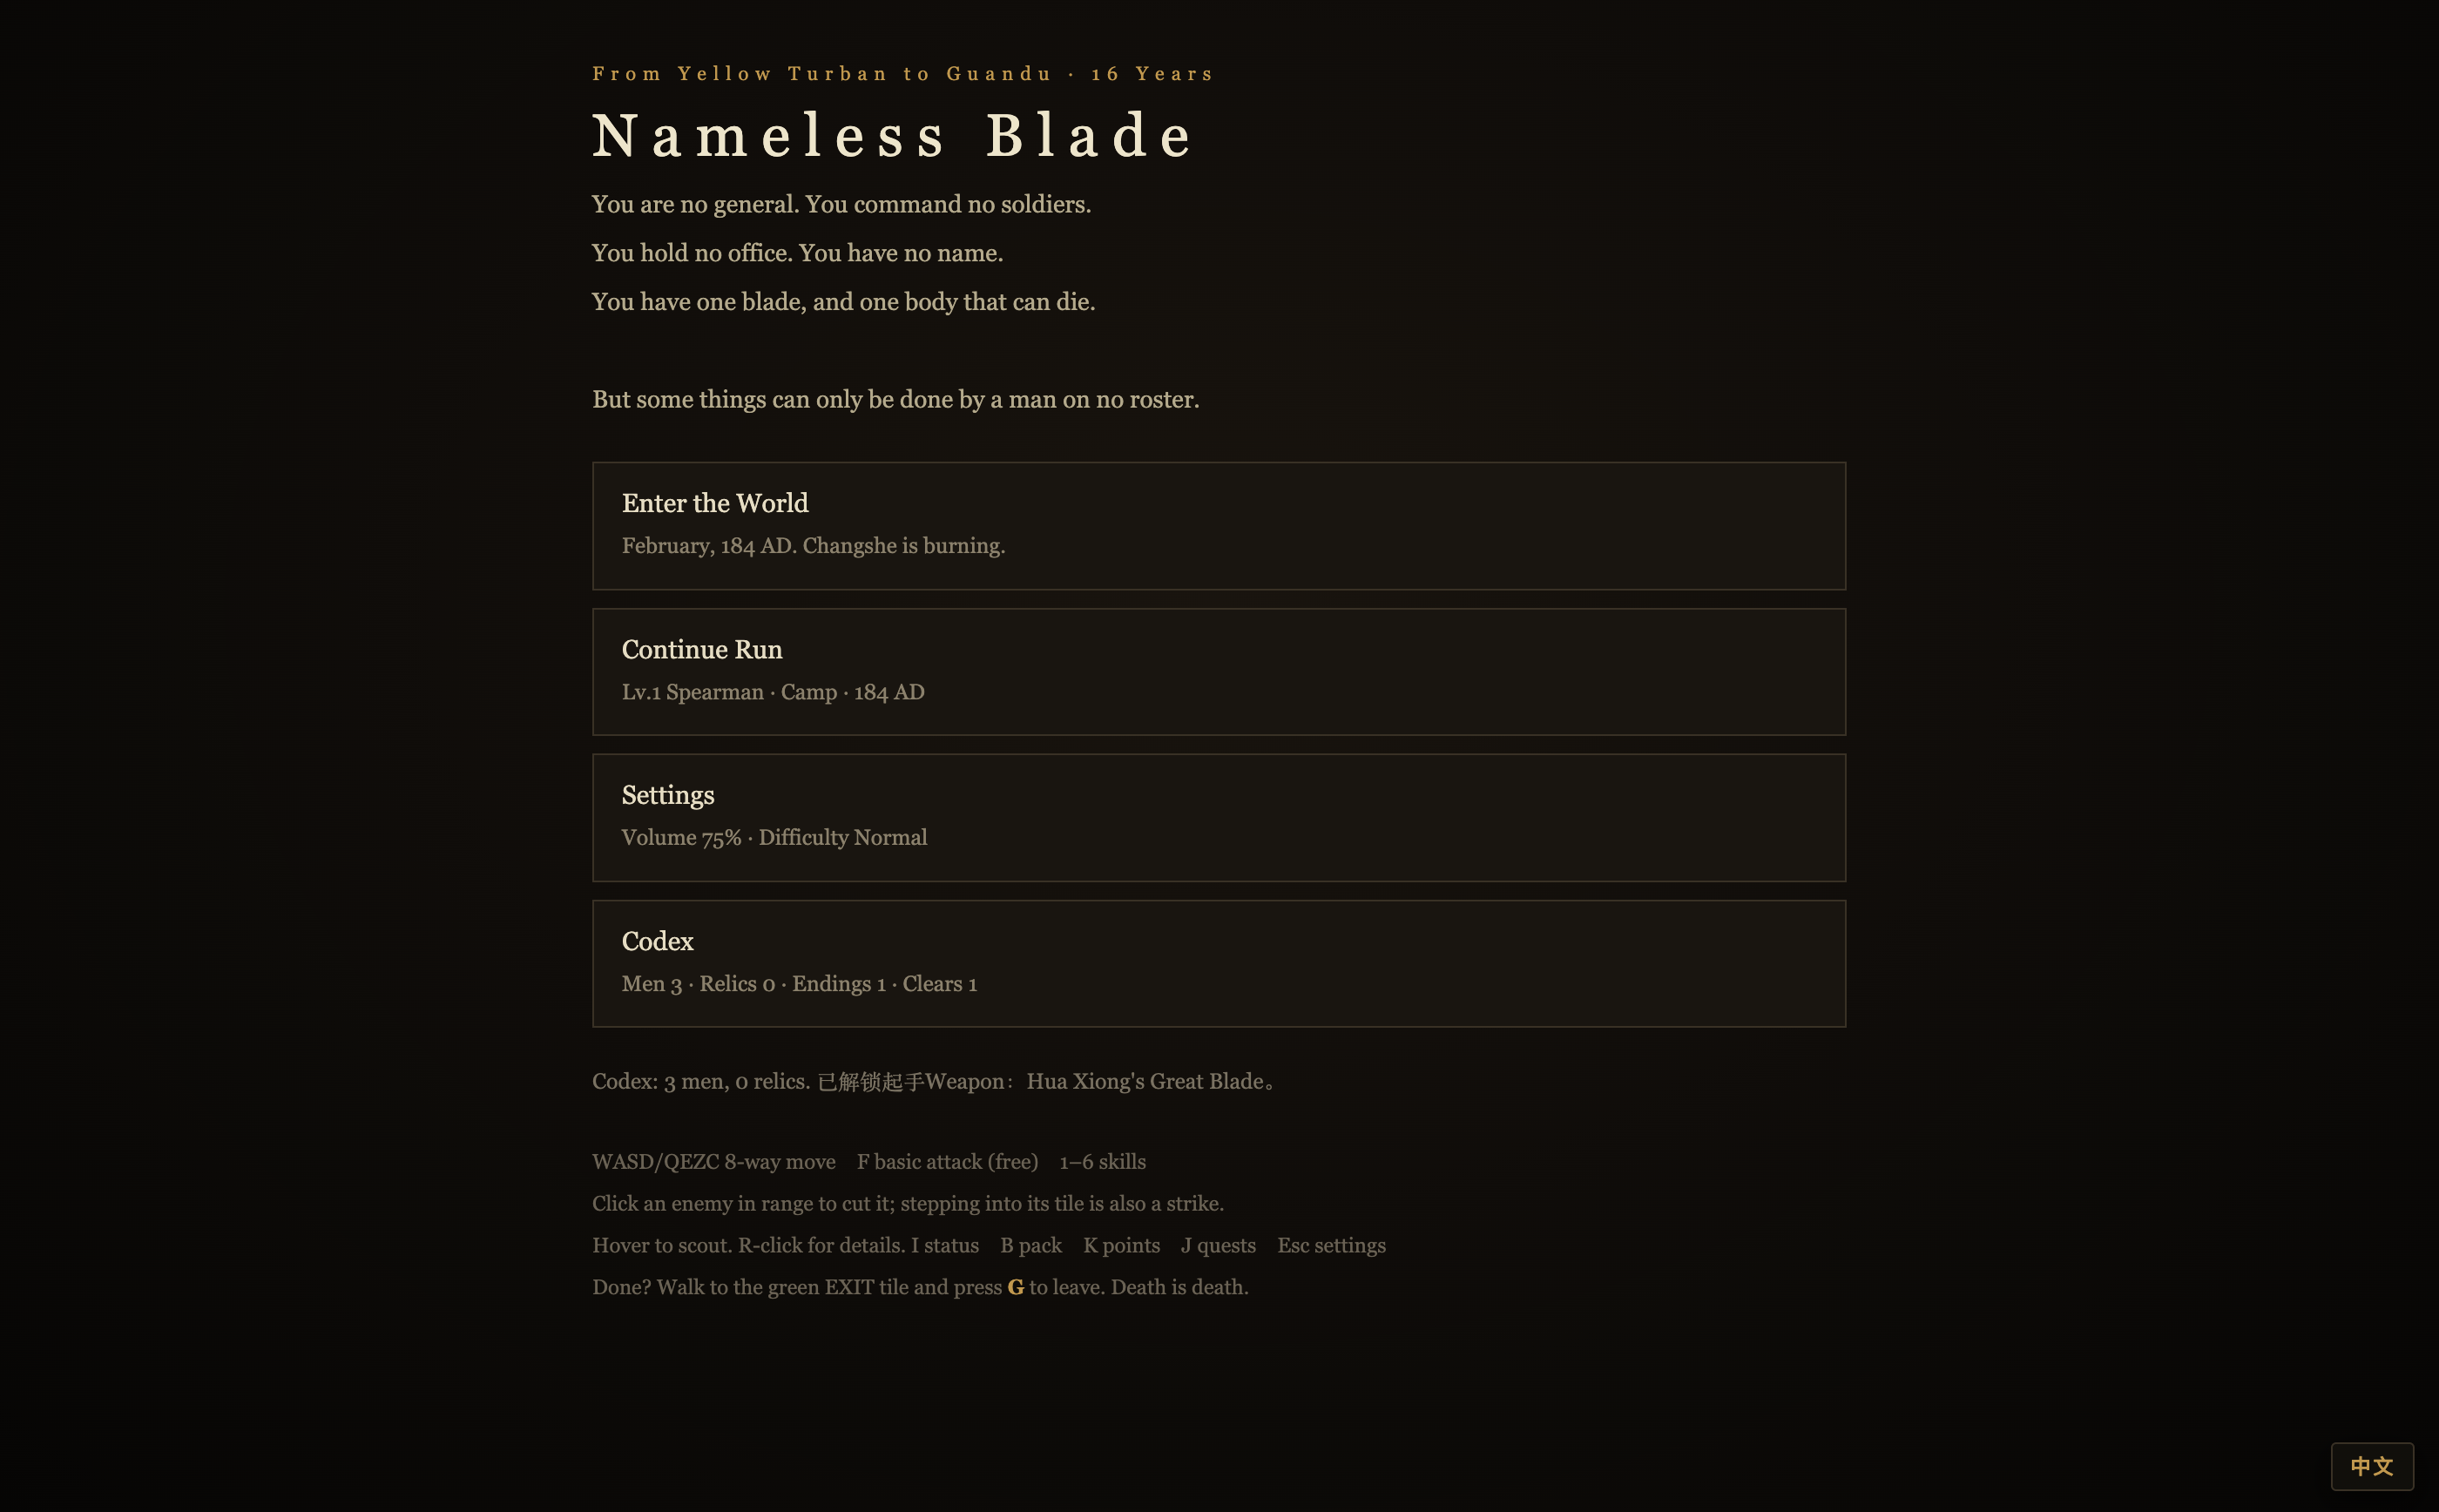 From Yellow Turban to Guandu · 16 Years
Nameless Blade
You are no general. You command no soldiers.
You hold no office. You have no name.
You have one blade, and one body that can die.
But some things can only be done by a man on no roster.
Enter the World
February, 184 AD. Changshe is burning.
Continue Run
Lv.1 Spearman · Camp · 184 AD
Settings
Volume 75% · Difficulty Normal
Codex
Men 3 · Relics 0 · Endings 1 · Clears 1
Codex: 3 men, 0 relics. 已解锁起手Weapon：Hua Xiong's Great Blade。
WASD/QEZC 8-way move F basic attack (free) 1–6 skills
Click an enemy in range to cut it; stepping into its tile is also a strike.
Hover to scout. R-click for details. I status B pack K points J quests Esc settings
Done? Walk to the green EXIT tile and press G to leave. Death is death.
中文